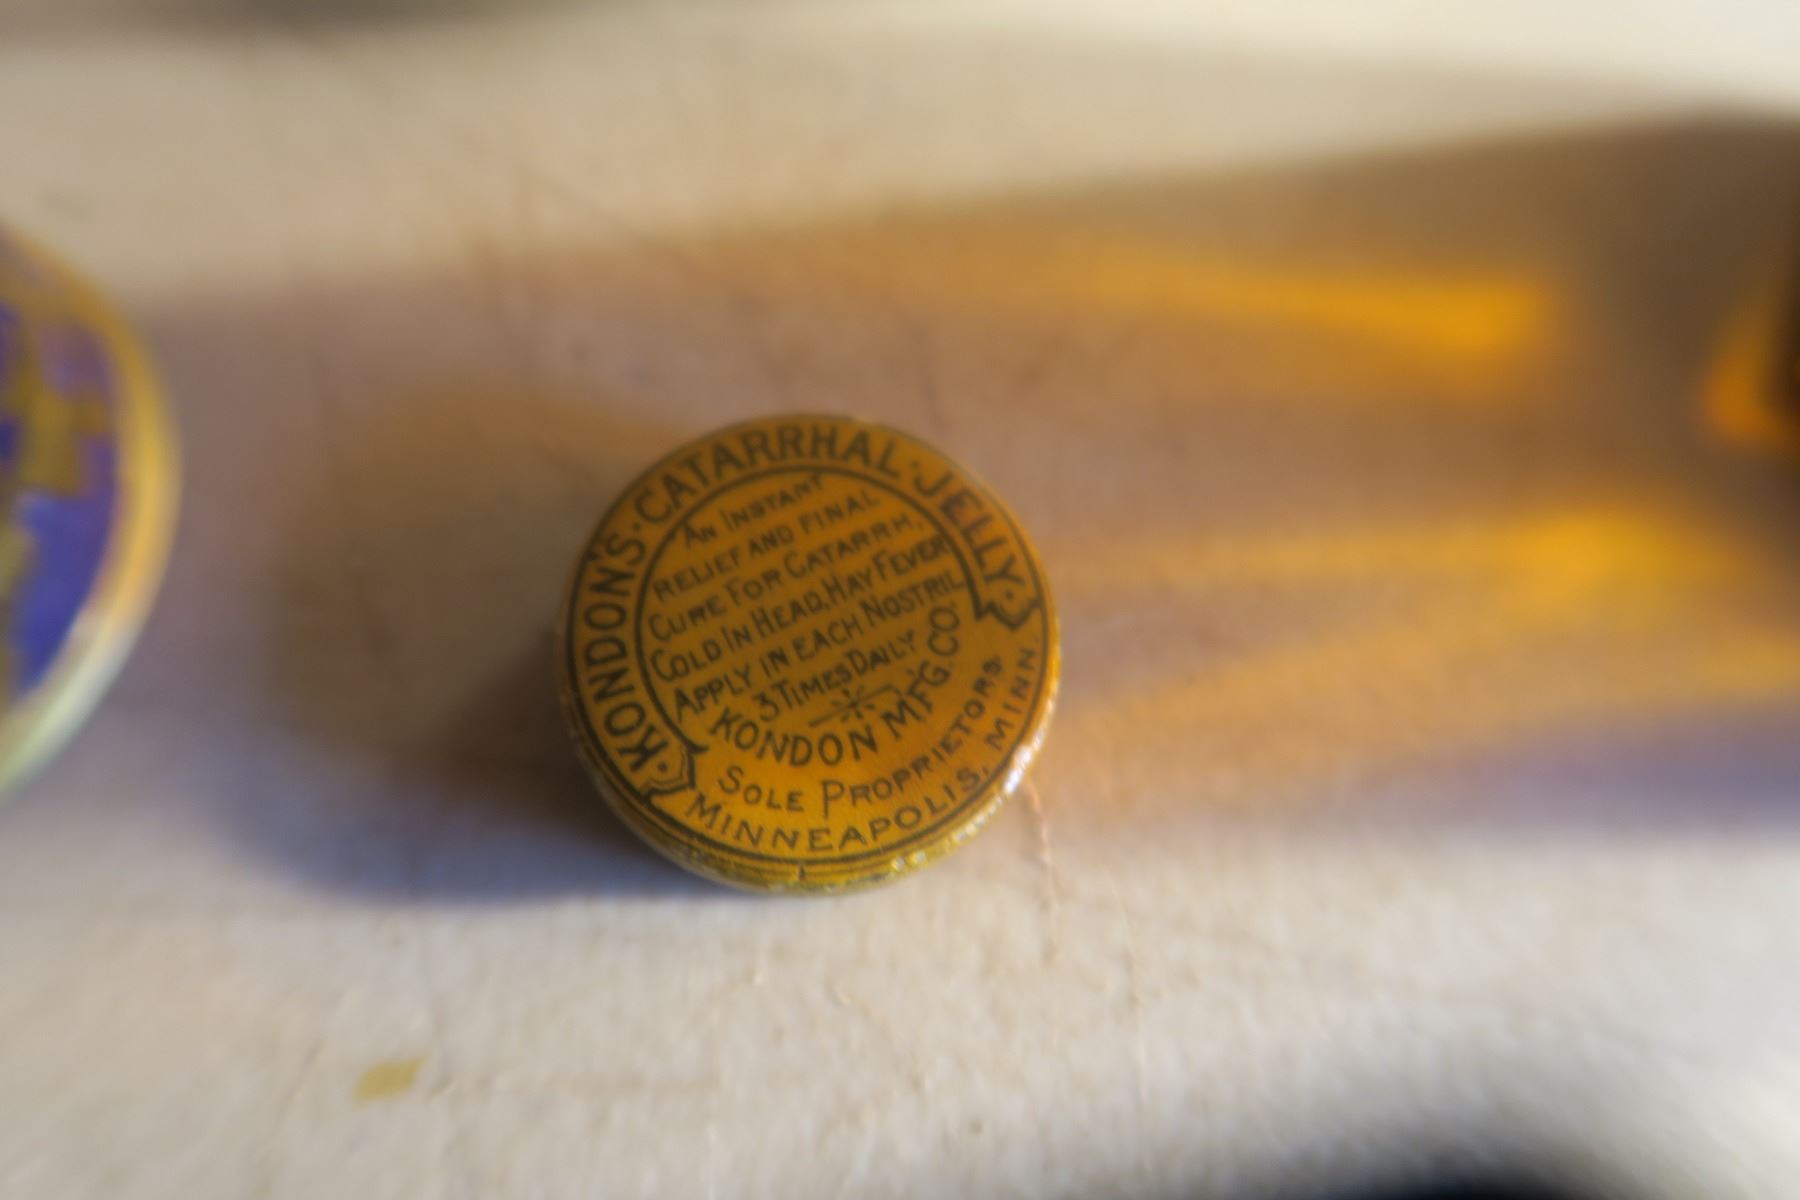 KONDON'S · CATARRHAL · JELLY ·
AN INSTANT
RELIEF AND FINAL
CURE FOR CATARRH,
COLD IN HEAD, HAY FEVER
APPLY IN EACH NOSTRIL
3 TIMES DAILY
KONDON MFG. CO.
SOLE PROPRIETORS.
MINNEAPOLIS, MINN.